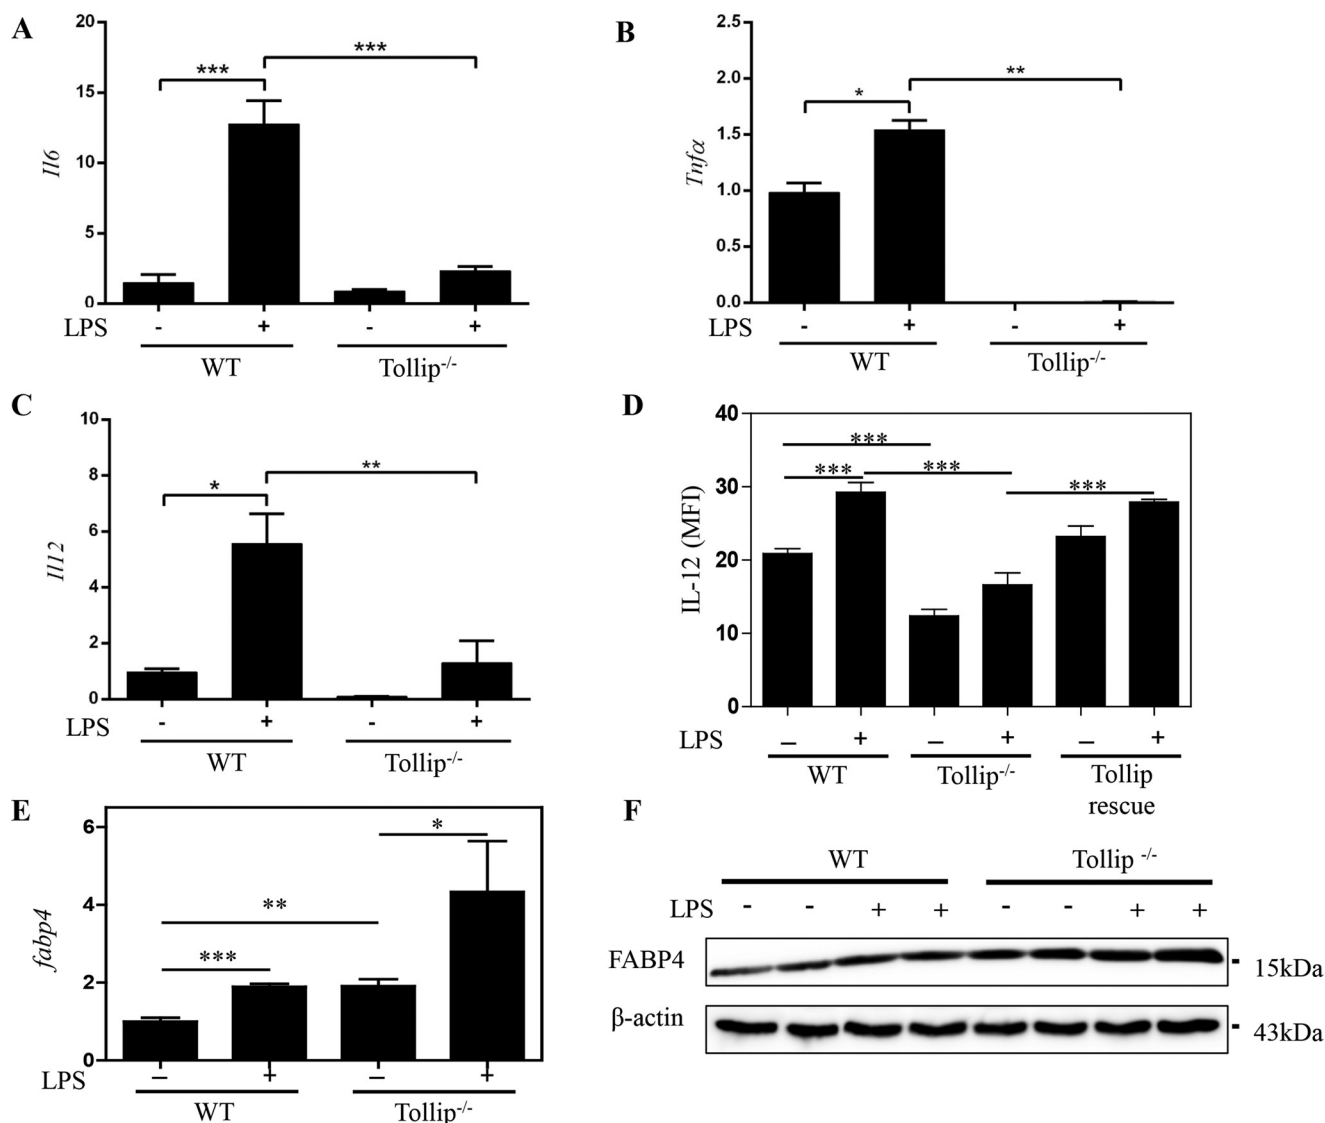 A
20
15
10
5
0
Il6
***
***
LPS
- + - +
WT Tollip-/-
B
2.5
2.0
1.5
1.0
0.5
0.0
Tnfα
*
**
LPS
- + - +
WT Tollip-/-
C
10
8
6
4
2
0
Il12
*
**
LPS
- + - +
WT Tollip-/-
D
40
30
20
10
0
IL-12 (MFI)
***
***
***
***
LPS
– + – + – +
WT Tollip-/- Tollip
rescue
E
6
4
2
0
fabp4
***
**
*
LPS
– + – +
WT Tollip-/-
F
WT Tollip -/-
LPS - - + + - - + +
FABP4 - 15kDa
β-actin - 43kDa